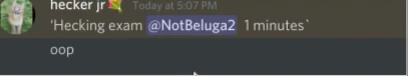 hecker jr Today at 5:07 PM
'Hecking exam @NotBeluga2 1 minutes`
oop